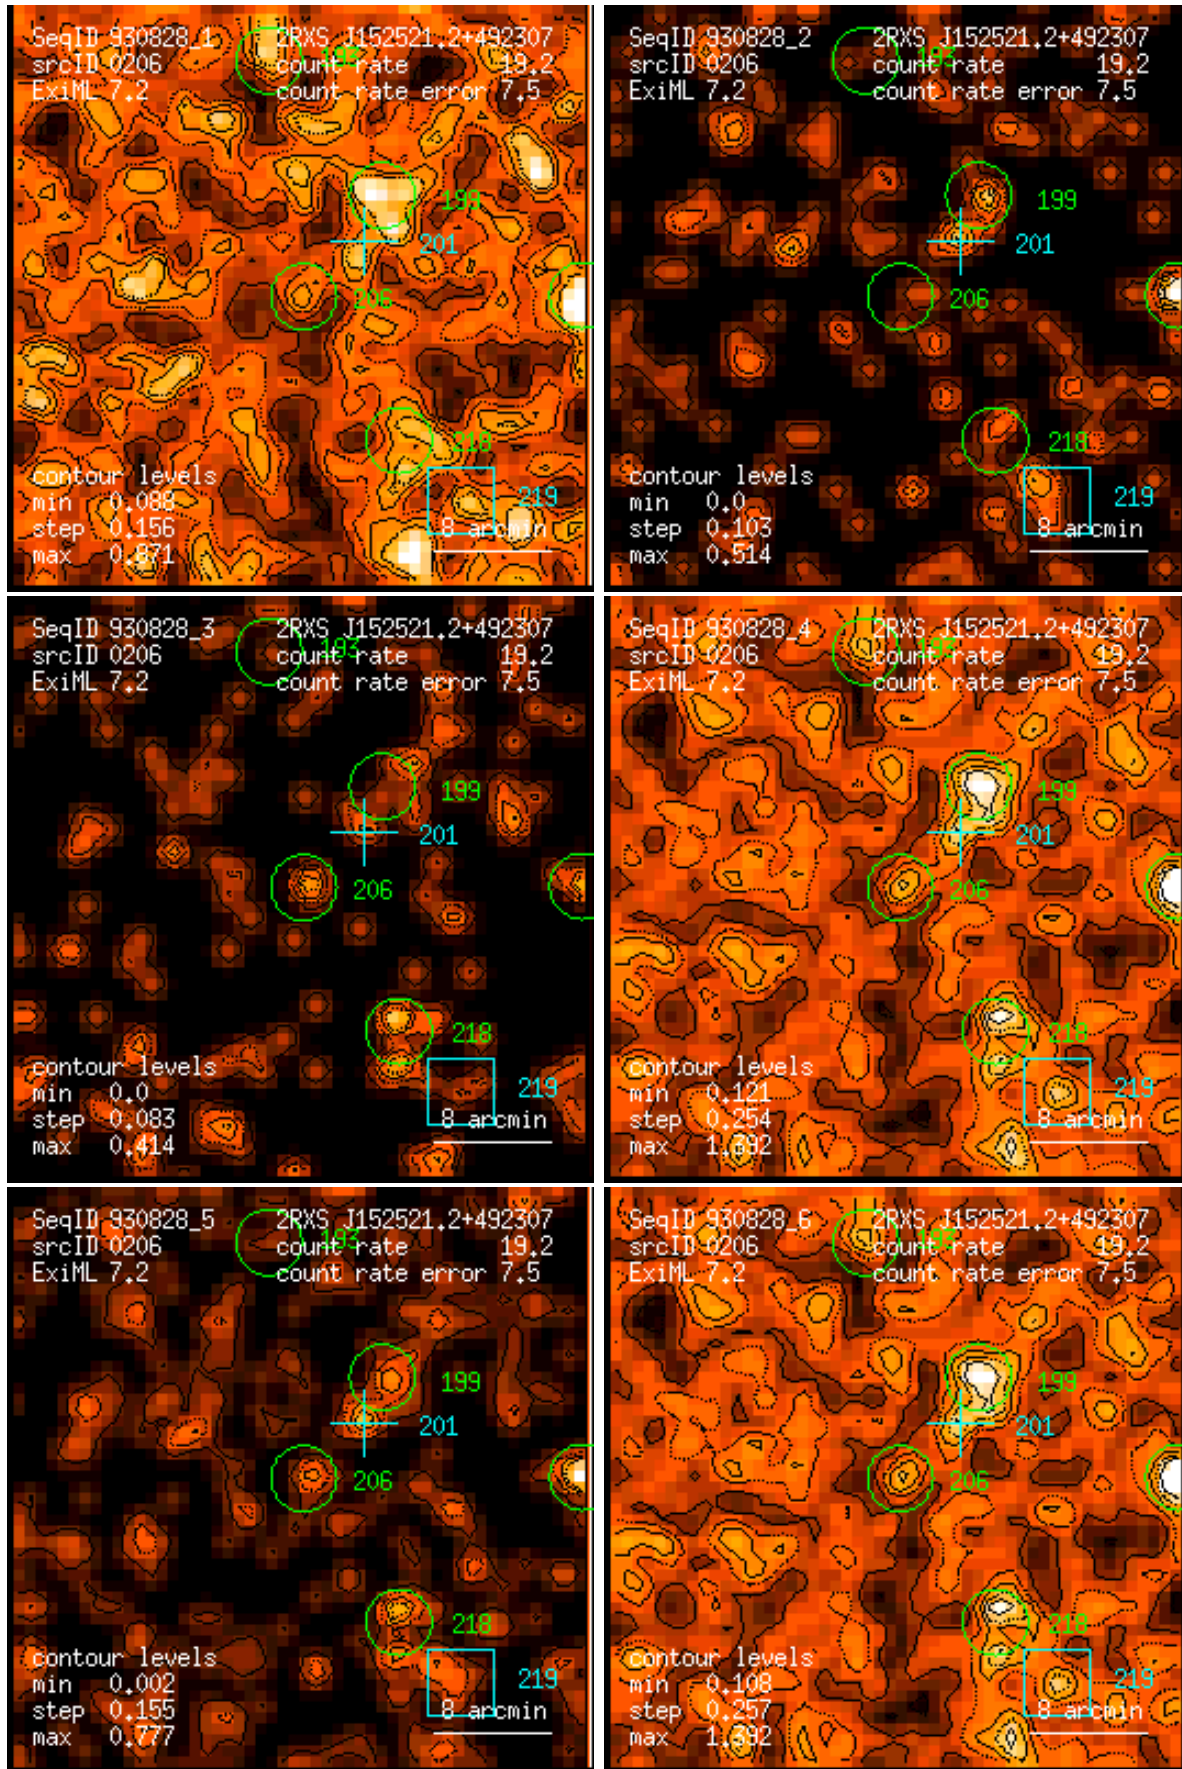 SeqID 930828_1 2RXS J152521.2+492307
srcID 0206 count rate 19.2
193
ExiML 7.2 count rate error 7.5
199
201
206
218
contour levels
min 0.088
219
step 0.156 8 arcmin
max 0.871
SeqID 930828_2 2RXS J152521.2+492307
srcID 0206 count rate 19.2
193
ExiML 7.2 count rate error 7.5
199
201
206
218
contour levels
min 0.0
219
step 0.103 8 arcmin
max 0.514
SeqID 930828_3 2RXS J152521.2+492307
srcID 0206 count rate 19.2
193
ExiML 7.2 count rate error 7.5
199
201
206
218
contour levels
min 0.0
219
step 0.083 8 arcmin
max 0.414
SeqID 930828_4 2RXS J152521.2+492307
srcID 0206 count rate 19.2
193
ExiML 7.2 count rate error 7.5
199
201
206
218
contour levels
min 0.121
219
step 0.254 8 arcmin
max 1.392
SeqID 930828_5 2RXS J152521.2+492307
srcID 0206 count rate 19.2
193
ExiML 7.2 count rate error 7.5
199
201
206
218
contour levels
min 0.002
219
step 0.155 8 arcmin
max 0.777
SeqID 930828_6 2RXS J152521.2+492307
srcID 0206 count rate 19.2
193
ExiML 7.2 count rate error 7.5
199
201
206
218
contour levels
min 0.108
219
step 0.257 8 arcmin
max 1.392